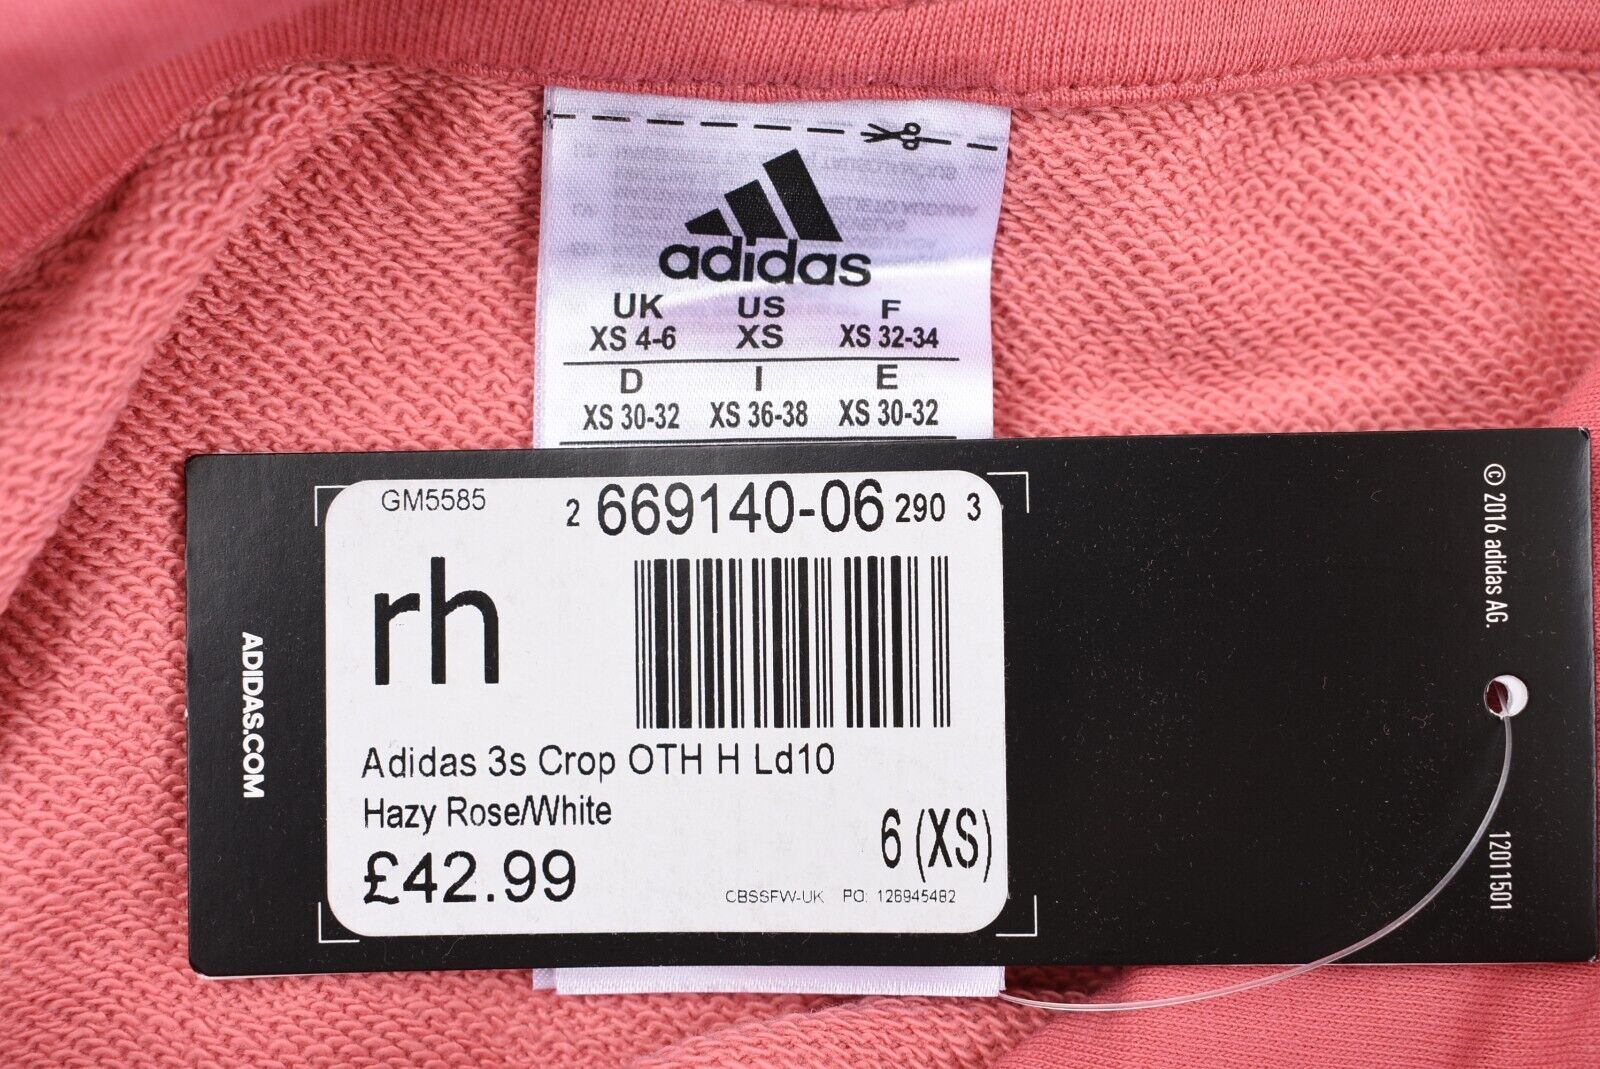 adidas
UK US F
XS 4-6 XS XS 32-34
D I E
XS 30-32 XS 36-38 XS 30-32
GM5585
2 669140-06 290 3
rh
Adidas 3s Crop OTH H Ld10
Hazy Rose/White
£42.99
6 (XS)
CBSSFW-UK PO: 126945482
ADIDAS.COM
© 2016 adidas AG.
12011501